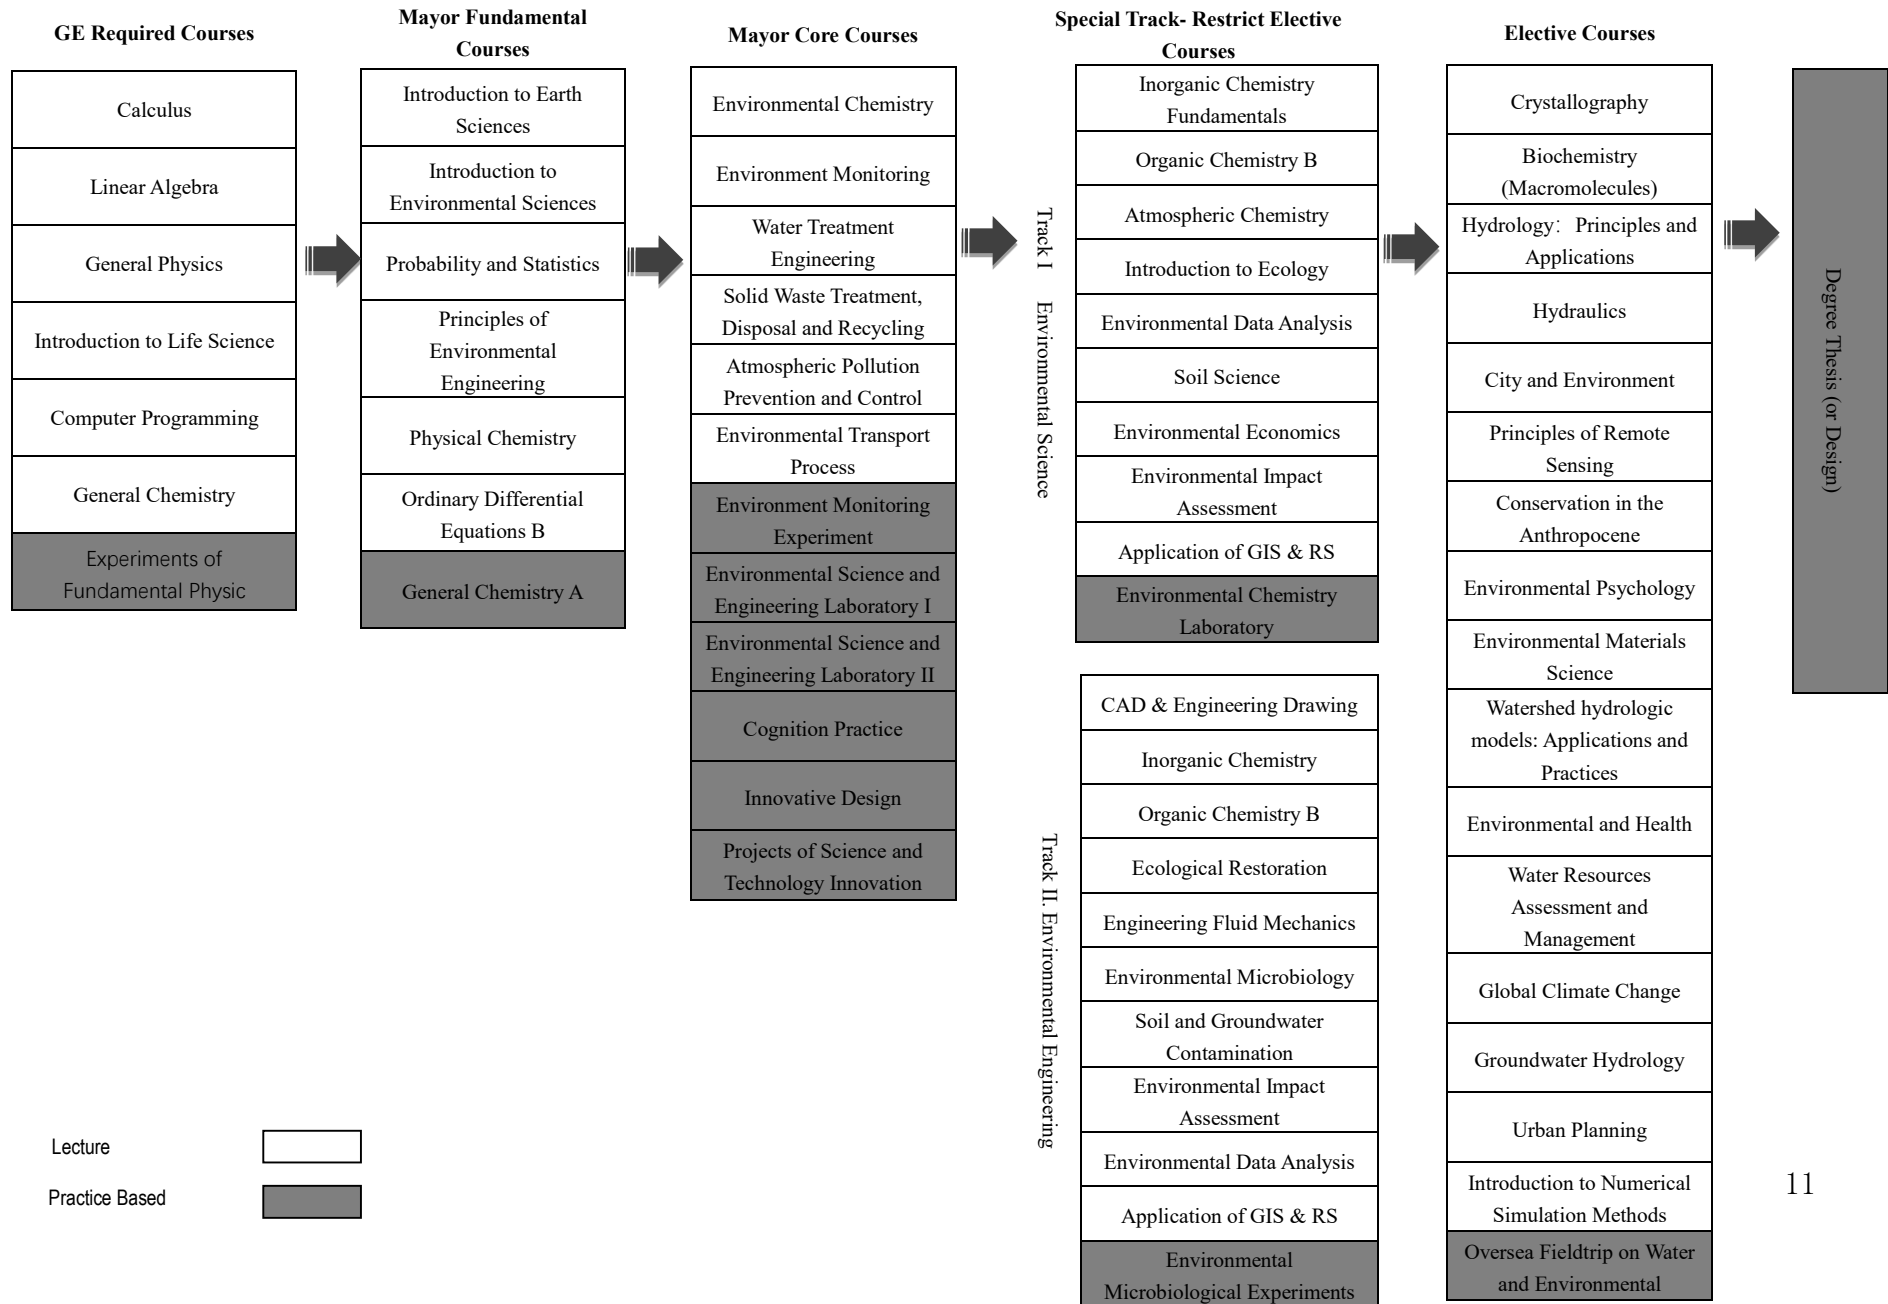 GE Required Courses
Calculus
Linear Algebra
General Physics
Introduction to Life Science
Computer Programming
General Chemistry
Experiments of
Fundamental Physic
Mayor Fundamental
Courses
Introduction to Earth
Sciences
Introduction to
Environmental Sciences
Probability and Statistics
Principles of
Environmental
Engineering
Physical Chemistry
Ordinary Differential
Equations B
General Chemistry A
Mayor Core Courses
Environmental Chemistry
Environment Monitoring
Water Treatment
Engineering
Solid Waste Treatment,
Disposal and Recycling
Atmospheric Pollution
Prevention and Control
Environmental Transport
Process
Environment Monitoring
Experiment
Environmental Science and
Engineering Laboratory I
Environmental Science and
Engineering Laboratory II
Cognition Practice
Innovative Design
Projects of Science and
Technology Innovation
Special Track- Restrict Elective
Courses
Track I Environmental Science
Inorganic Chemistry
Fundamentals
Organic Chemistry B
Atmospheric Chemistry
Introduction to Ecology
Environmental Data Analysis
Soil Science
Environmental Economics
Environmental Impact
Assessment
Application of GIS & RS
Environmental Chemistry
Laboratory
Track II. Environmental Engineering
CAD & Engineering Drawing
Inorganic Chemistry
Organic Chemistry B
Ecological Restoration
Engineering Fluid Mechanics
Environmental Microbiology
Soil and Groundwater
Contamination
Environmental Impact
Assessment
Environmental Data Analysis
Application of GIS & RS
Environmental
Microbiological Experiments
Elective Courses
Crystallography
Biochemistry
(Macromolecules)
Hydrology: Principles and
Applications
Hydraulics
City and Environment
Principles of Remote
Sensing
Conservation in the
Anthropocene
Environmental Psychology
Environmental Materials
Science
Watershed hydrologic
models: Applications and
Practices
Environmental and Health
Water Resources
Assessment and
Management
Global Climate Change
Groundwater Hydrology
Urban Planning
Introduction to Numerical
Simulation Methods
Oversea Fieldtrip on Water
and Environmental
Degree Thesis (or Design)
Lecture
Practice Based
11